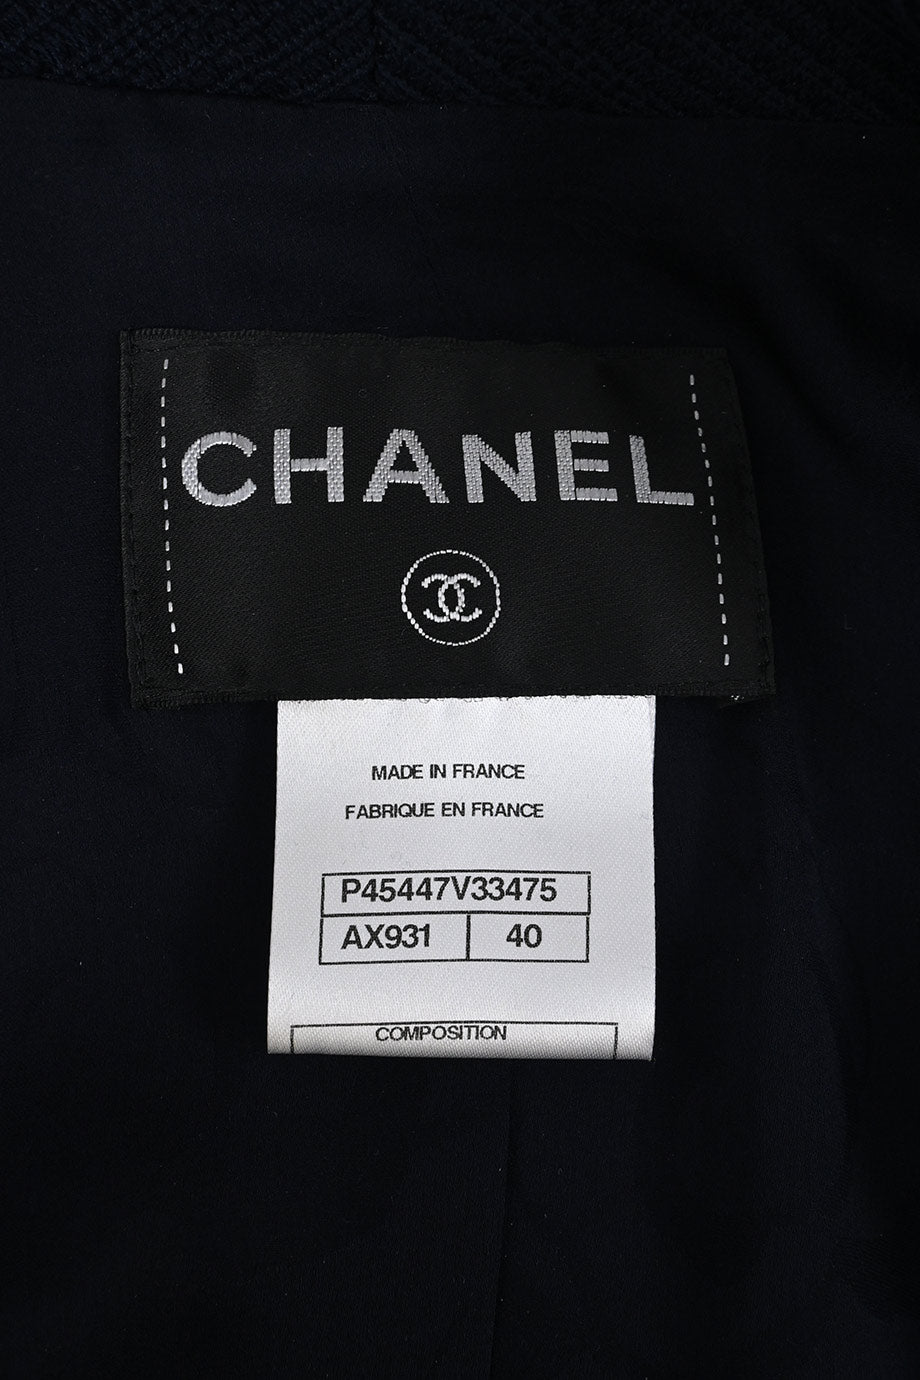 CHANEL
MADE IN FRANCE
FABRIQUE EN FRANCE
P45447V33475
AX931 40
COMPOSITION